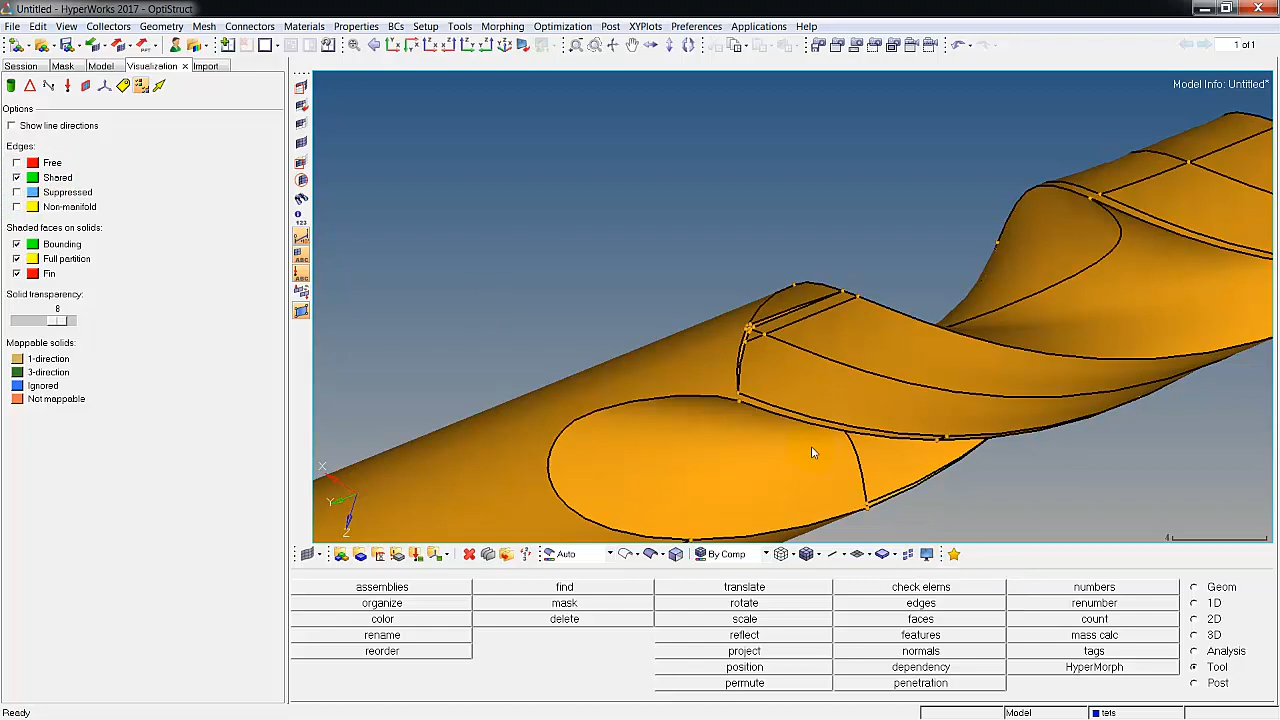 Untitled - HyperWorks 2017 - OptiStruct
File Edit View Collectors Geometry Mesh Connectors Materials Properties BCs Setup Tools Morphing Optimization Post XYPlots Preferences Applications Help
1 of 1
Session Mask Model Visualization Import
Model Info: Untitled*
Options
Show line directions
Edges:
Free
Shared
Suppressed
Non-manifold
Shaded faces on solids:
Bounding
Full partition
Fin
Solid transparency:
8
Mappable solids:
1-direction
3-direction
Ignored
Not mappable
123
ABC
ABC
X
Y
Z
4
Auto By Comp
assemblies find translate check elems numbers Geom
organize mask rotate edges renumber 1D
color delete scale faces count 2D
rename reflect features mass calc 3D
reorder project normals tags Analysis
position dependency HyperMorph Tool
permute penetration Post
Ready Model tets